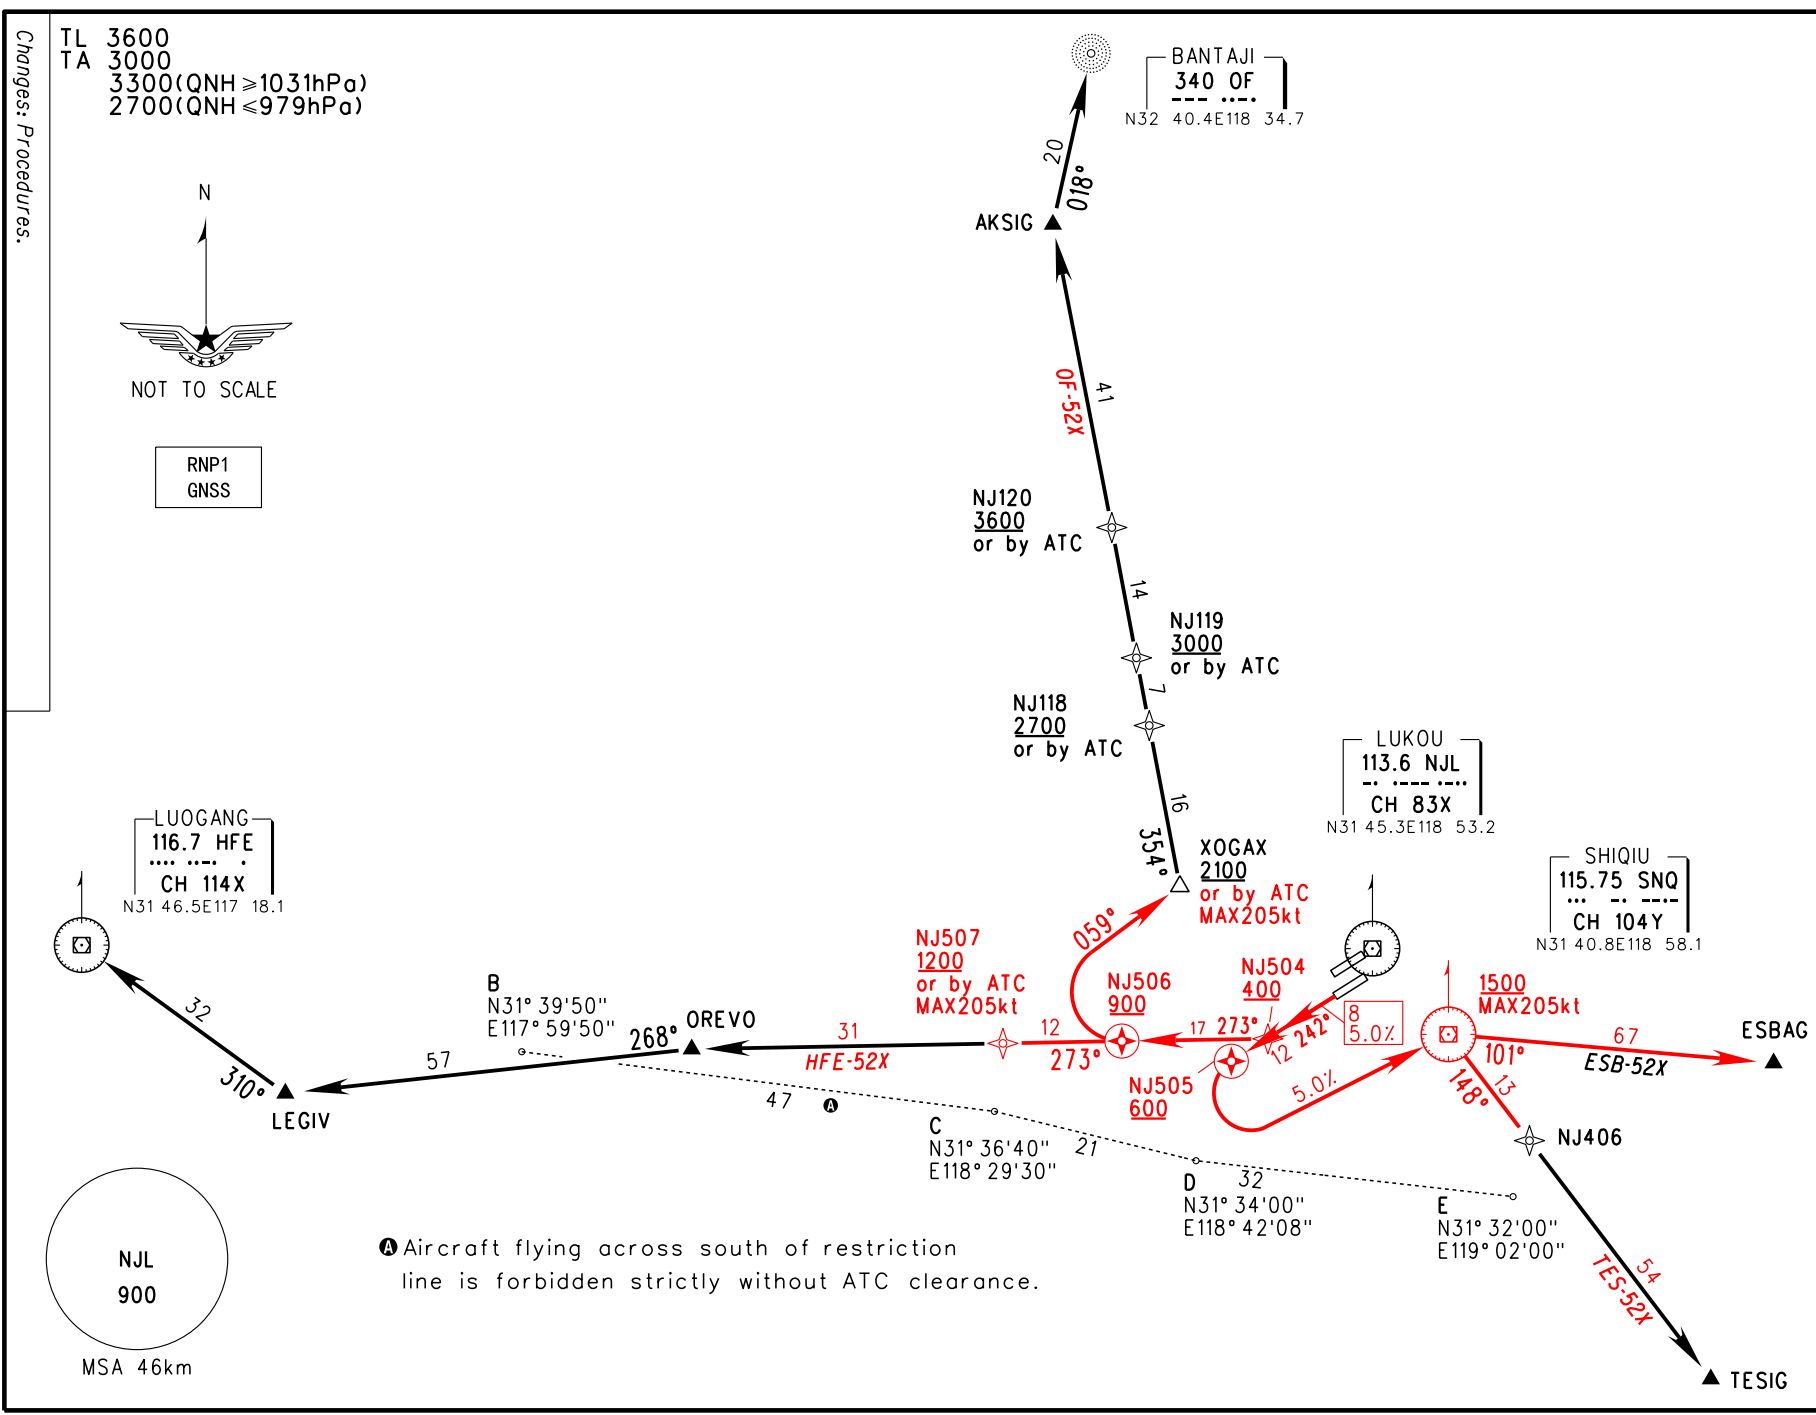 Changes: Procedures.
TL 3600
TA 3000
3300(QNH ≥1031hPa)
2700(QNH ≤979hPa)
N
NOT TO SCALE
RNP1
GNSS
BANTAJI
340 OF
N32 40.4E118 34.7
20
018°
AKSIG
41
OF-52X
NJ120
3600
or by ATC
14
NJ119
3000
or by ATC
7
NJ118
2700
or by ATC
16
354°
XOGAX
2100
or by ATC
MAX205kt
059°
LUKOU
113.6 NJL
CH 83X
N31 45.3E118 53.2
SHIQIU
115.75 SNQ
CH 104Y
N31 40.8E118 58.1
LUOGANG
116.7 HFE
CH 114X
N31 46.5E117 18.1
32
310°
LEGIV
57
B
N31° 39'50"
E117° 59'50"
268°
OREVO
31
HFE-52X
NJ507
1200
or by ATC
MAX205kt
12
273°
NJ506
900
17
273°
NJ504
400
12
242°
8
5.0%
NJ505
600
5.0%
1500
MAX205kt
101°
67
ESB-52X
ESBAG
148°
13
NJ406
54
TES-52X
TESIG
47
A
C
N31° 36'40"
E118° 29'30"
21
D
N31° 34'00"
E118° 42'08"
32
E
N31° 32'00"
E119° 02'00"
A Aircraft flying across south of restriction
line is forbidden strictly without ATC clearance.
NJL
900
MSA 46km